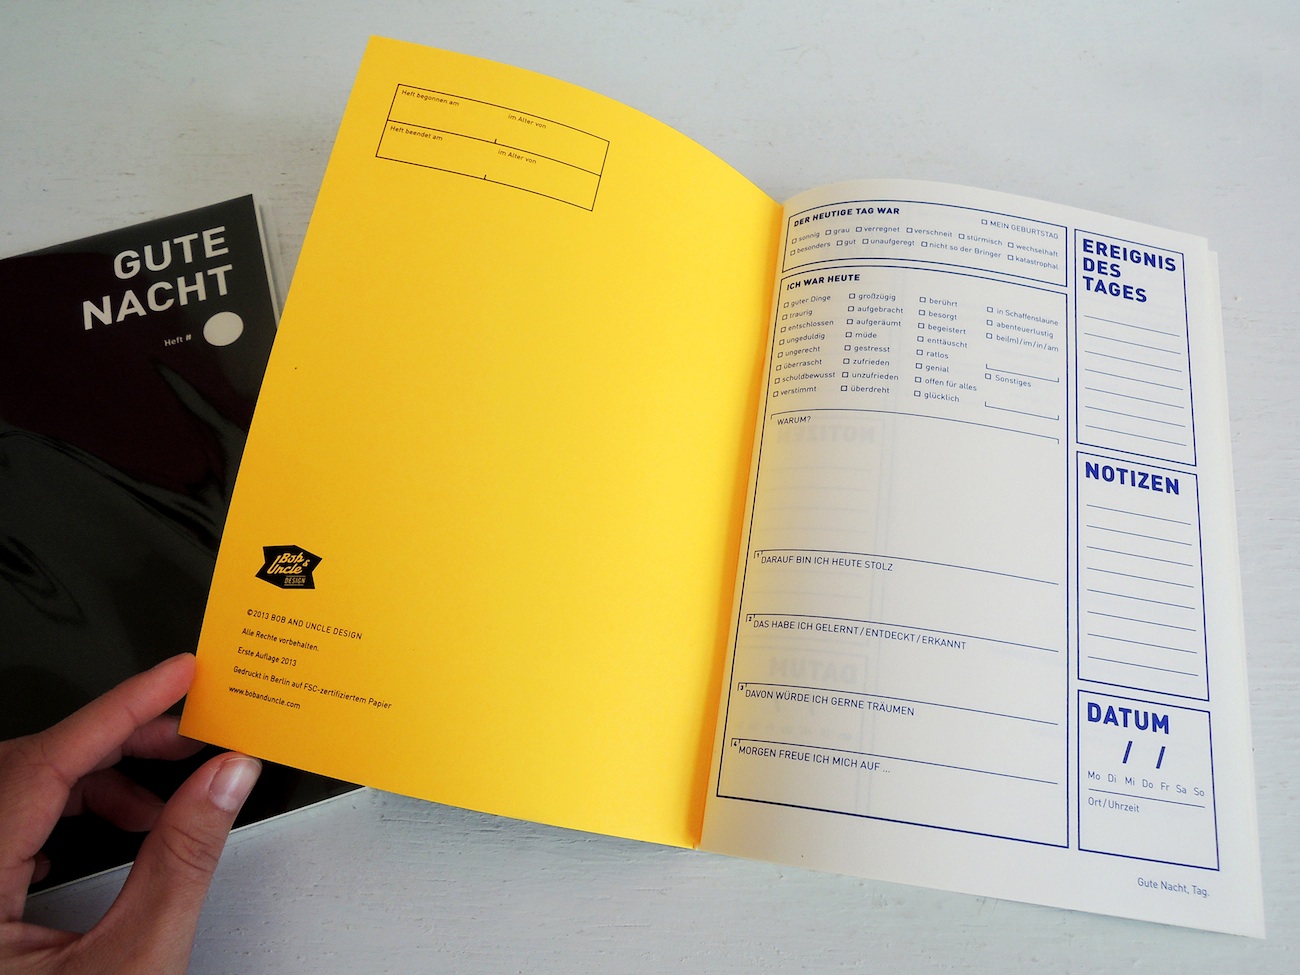 GUTE
NACHT
Heft #
Heft begonnen am
im Alter von
Heft beendet am
im Alter von
Bob &
Uncle
DESIGN
©2013 BOB AND UNCLE DESIGN
Alle Rechte vorbehalten.
Erste Auflage 2013
Gedruckt in Berlin auf FSC-zertifiziertem Papier
www.bobanduncle.com
DER HEUTIGE TAG WAR
MEIN GEBURTSTAG
sonnig grau verregnet verschneit stürmisch wechselhaft
besonders gut unaufgeregt nicht so der Bringer katastrophal
ICH WAR HEUTE
guter Dinge
traurig
entschlossen
ungeduldig
ungerecht
überrascht
schuldbewusst
verstimmt
großzügig
aufgebracht
aufgeräumt
müde
gestresst
zufrieden
unzufrieden
überdreht
berührt
besorgt
begeistert
enttäuscht
ratlos
genial
offen für alles
glücklich
in Schaffenslaune
abenteuerlustig
bei(m)/im/in/am
Sonstiges
WARUM?
1 DARAUF BIN ICH HEUTE STOLZ
2 DAS HABE ICH GELERNT/ENTDECKT/ERKANNT
3 DAVON WÜRDE ICH GERNE TRÄUMEN
4 MORGEN FREUE ICH MICH AUF ...
EREIGNIS
DES
TAGES
NOTIZEN
DATUM
/ /
Mo Di Mi Do Fr Sa So
Ort/Uhrzeit
Gute Nacht, Tag.